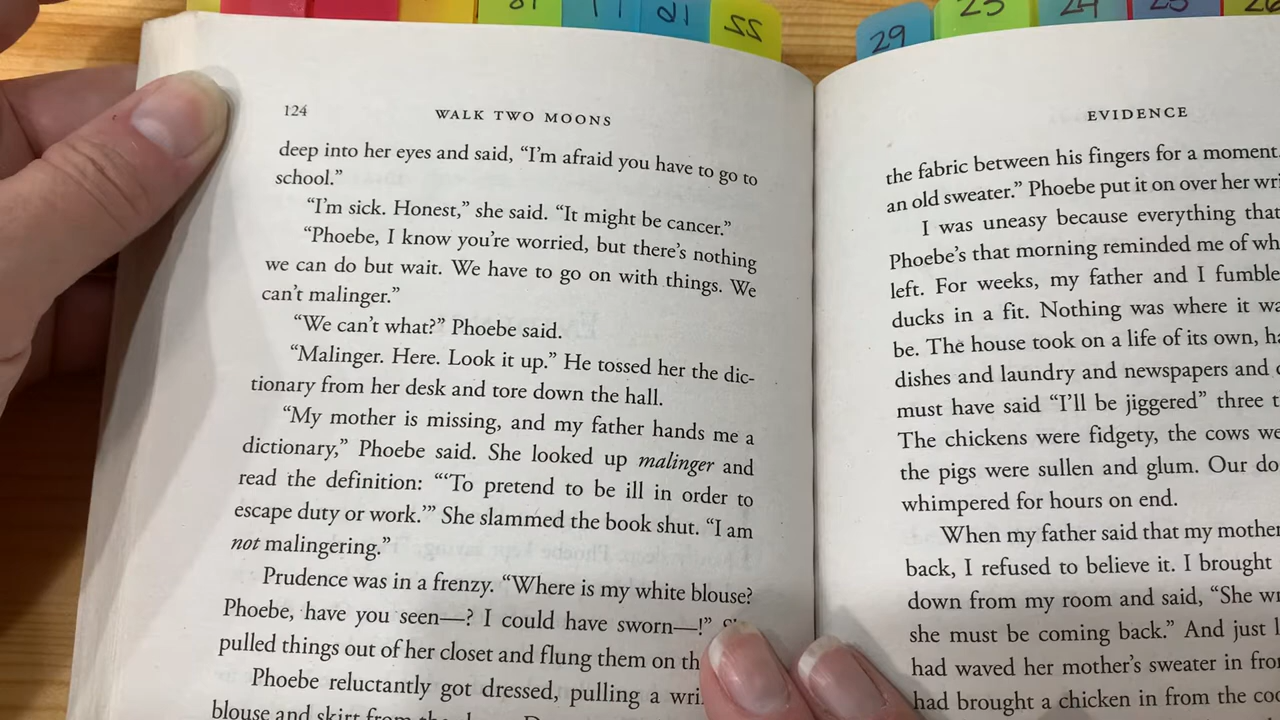 22
29
23
24
25
26
124
WALK TWO MOONS
deep into her eyes and said, “I’m afraid you have to go to
school.”
“I’m sick. Honest,” she said. “It might be cancer.”
“Phoebe, I know you’re worried, but there’s nothing
we can do but wait. We have to go on with things. We
can’t malinger.”
“We can’t what?” Phoebe said.
“Malinger. Here. Look it up.” He tossed her the dic-
tionary from her desk and tore down the hall.
“My mother is missing, and my father hands me a
dictionary,” Phoebe said. She looked up malinger and
read the definition: “‘To pretend to be ill in order to
escape duty or work.’” She slammed the book shut. “I am
not malingering.”
Prudence was in a frenzy. “Where is my white blouse?
Phoebe, have you seen—? I could have sworn—!”
pulled things out of her closet and flung them on
Phoebe reluctantly got dressed, pulling a
blouse and skirt from
EVIDENCE
the fabric between his fingers for a moment.
an old sweater.” Phoebe put it on over her
I was uneasy because everything that
Phoebe’s that morning reminded me of
left. For weeks, my father and I
ducks in a fit. Nothing was where it
be. The house took on a life of its own,
dishes and laundry and newspapers and
must have said “I’ll be jiggered” three
The chickens were fidgety, the cows
the pigs were sullen and glum. Our
whimpered for hours on end.
When my father said that my mother
back, I refused to believe it. I brought
down from my room and said, “She
she must be coming back.” And just
had waved her mother’s sweater in
had brought a chicken in from the